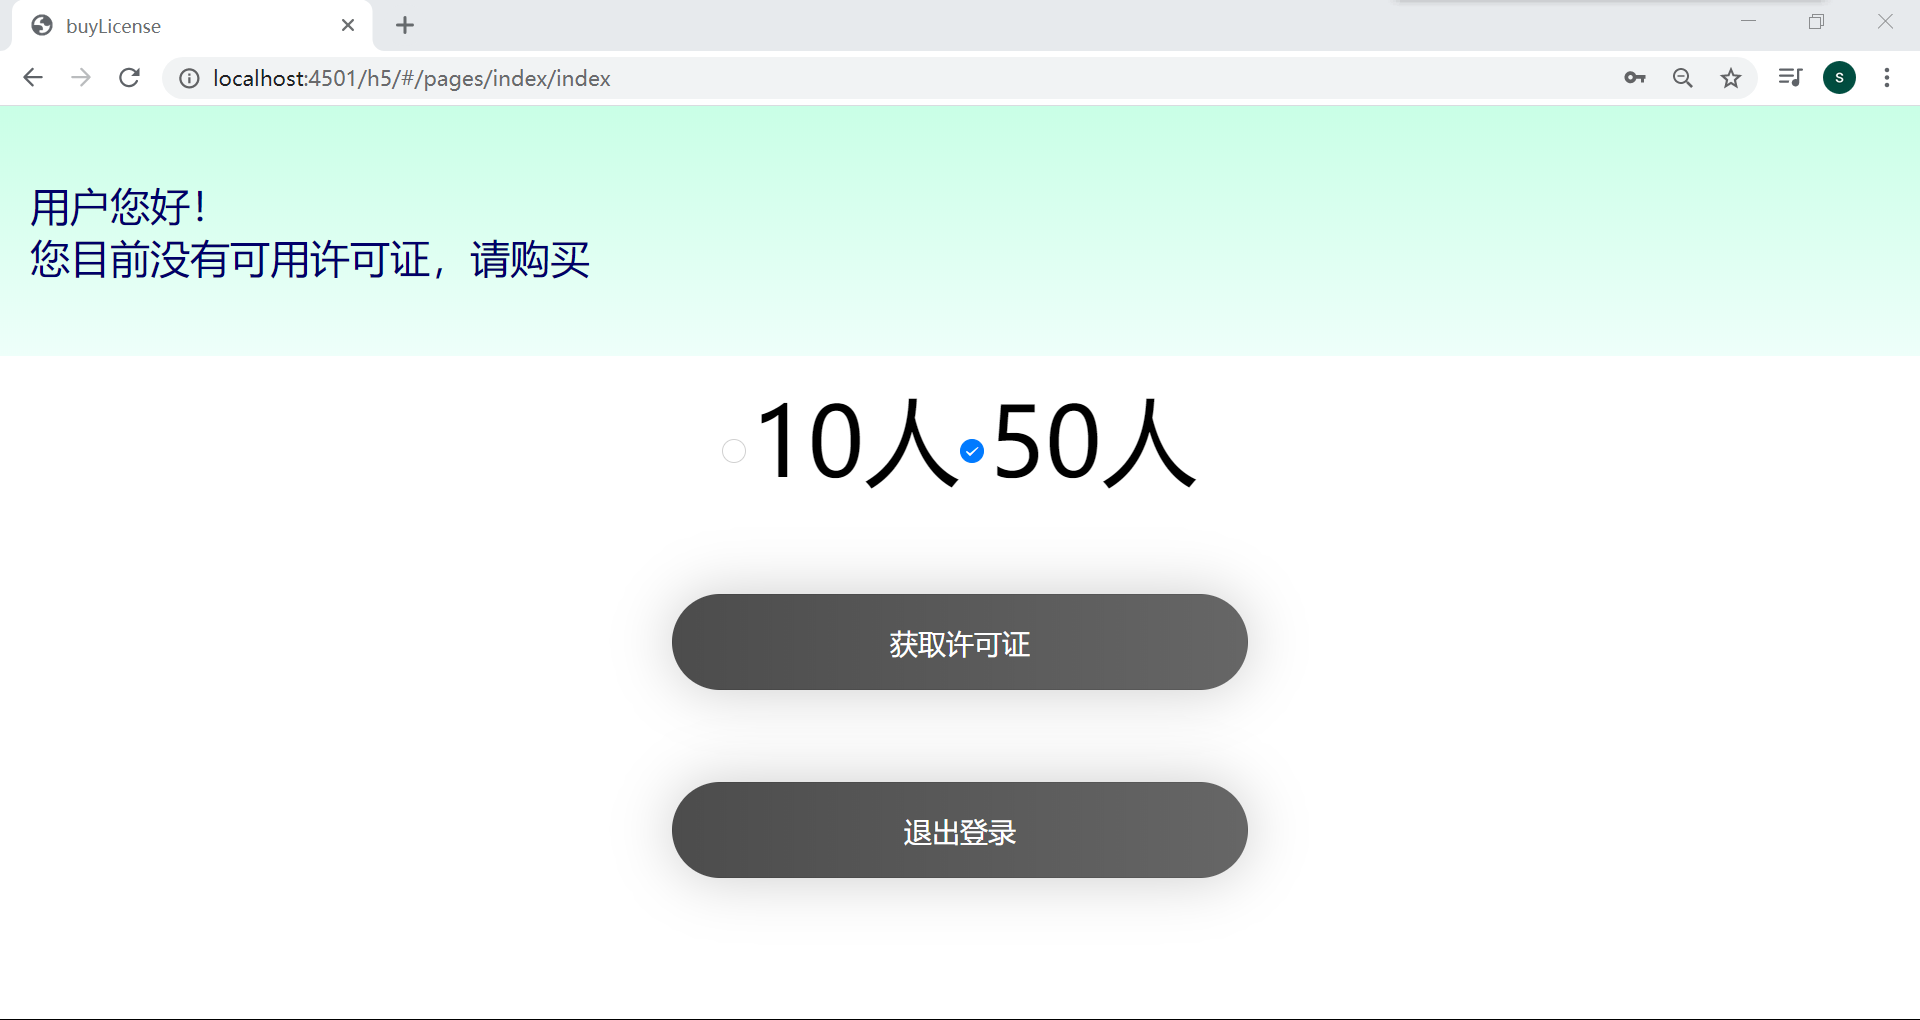 buyLicense
localhost:4501/h5/#/pages/index/index
S
用户您好！
您目前没有可用许可证，请购买
10人 50人
获取许可证
退出登录